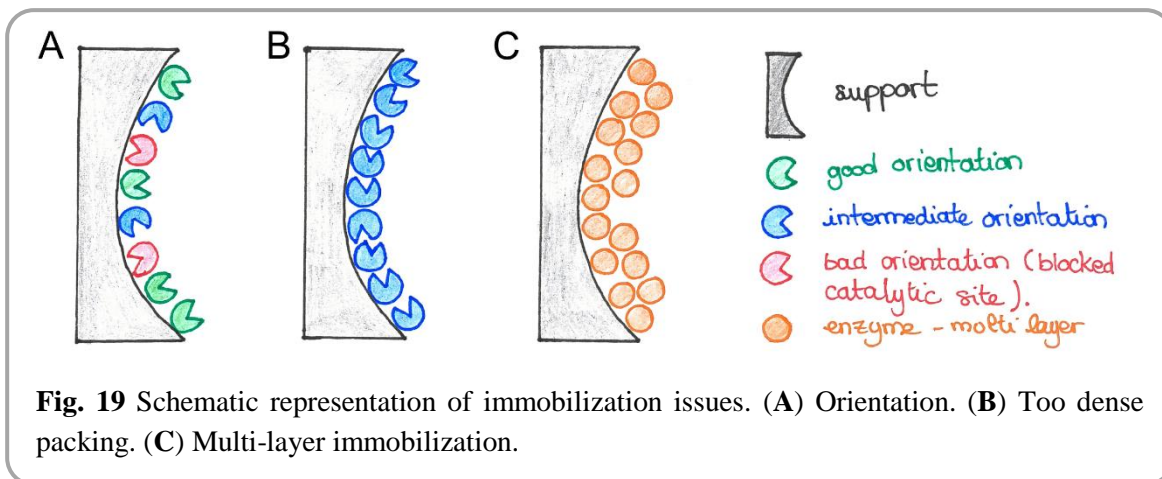 A
B
C
support
good orientation
intermediate orientation
bad orientation (blocked
catalytic site).
enzyme - molti layer
Fig. 19 Schematic representation of immobilization issues. (A) Orientation. (B) Too dense
packing. (C) Multi-layer immobilization.